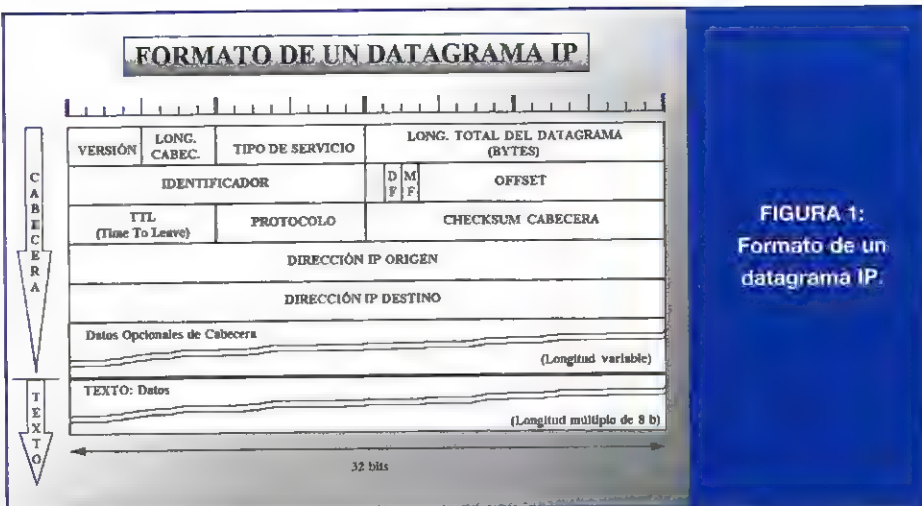 FORMATO DE UN DATAGRAMA IP
VERSIÓN
LONG.
CABEC.
TIPO DE SERVICIO
LONG. TOTAL DEL DATAGRAMA
(BYTES)
IDENTIFICADOR
D
F
M
F
OFFSET
TTL
(Time To Leave)
PROTOCOLO
CHECKSUM CABECERA
DIRECCIÓN IP ORIGEN
DIRECCIÓN IP DESTINO
Datos Opcionales de Cabecera
(Longitud variable)
TEXTO: Datos
(Longitud múltiplo de 8 b)
32 bits
CABECERA
TEXTO
FIGURA 1:
Formato de un
datagrama IP.